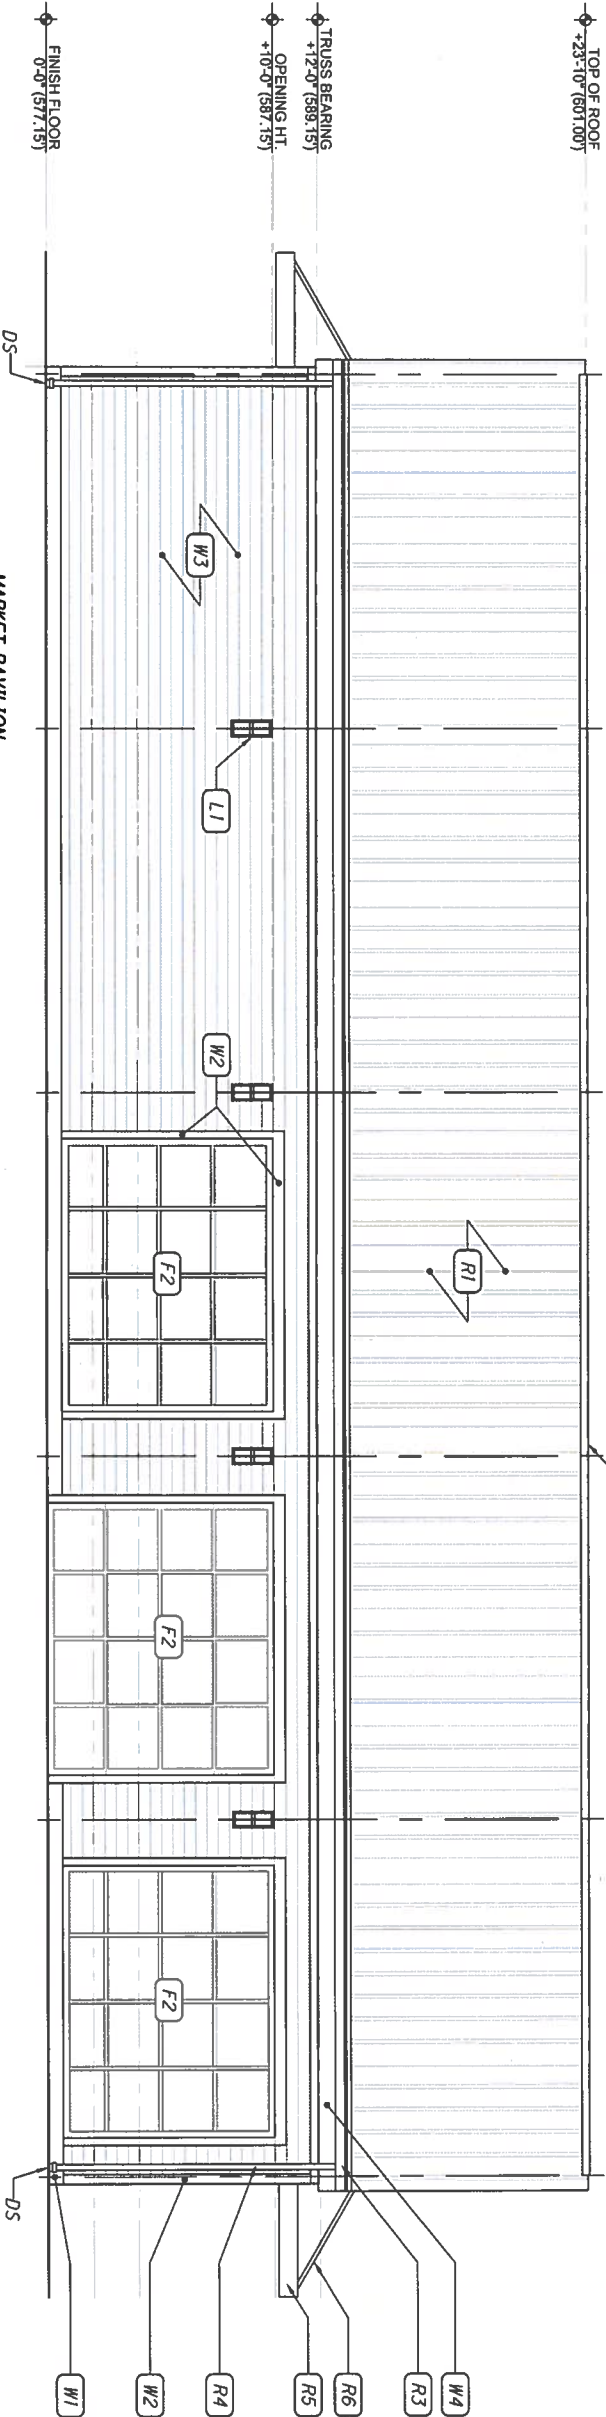 TOP OF ROOF
+23'-10" (601.00')
TRUSS BEARING
+12'-0" (589.15')
OPENING HT.
+10'-0" (587.15')
FINISH FLOOR
0'-0" (577.15')
DS
W3
L1
W2
R1
F2
F2
F2
DS
W4
R3
R6
R5
R4
W2
W1
MARKET PAVILION